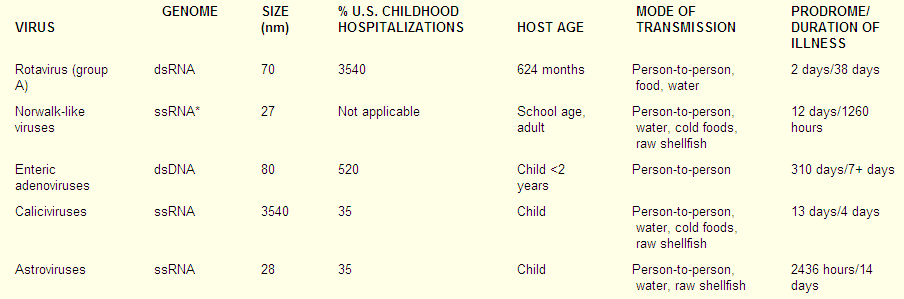 VIRUS GENOME SIZE (nm) % U.S. CHILDHOOD HOSPITALIZATIONS HOST AGE MODE OF TRANSMISSION PRODROME/ DURATION OF ILLNESS
Rotavirus (group A) dsRNA 70 3540 624 months Person-to-person, food, water 2 days/38 days
Norwalk-like viruses ssRNA* 27 Not applicable School age, adult Person-to-person, water, cold foods, raw shellfish 12 days/1260 hours
Enteric adenoviruses dsDNA 80 520 Child <2 years Person-to-person 310 days/7+ days
Caliciviruses ssRNA 3540 35 Child Person-to-person, water, cold foods, raw shellfish 13 days/4 days
Astroviruses ssRNA 28 35 Child Person-to-person, water, raw shellfish 2436 hours/14 days